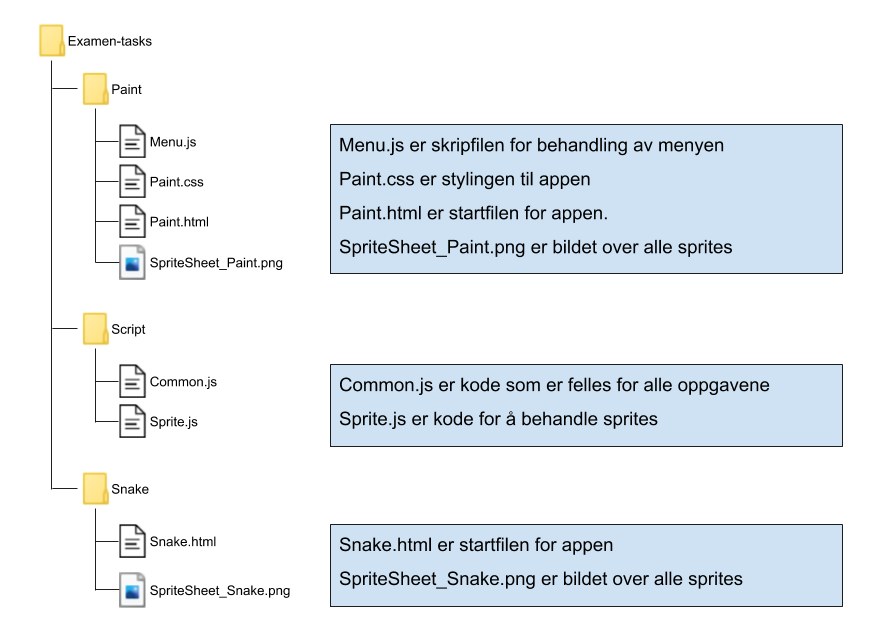 Examen-tasks
Paint
Menu.js
Paint.css
Paint.html
SpriteSheet_Paint.png
Menu.js er skripfilen for behandling av menyen
Paint.css er stylingen til appen
Paint.html er startfilen for appen.
SpriteSheet_Paint.png er bildet over alle sprites
Script
Common.js
Sprite.js
Common.js er kode som er felles for alle oppgavene
Sprite.js er kode for å behandle sprites
Snake
Snake.html
SpriteSheet_Snake.png
Snake.html er startfilen for appen
SpriteSheet_Snake.png er bildet over alle sprites